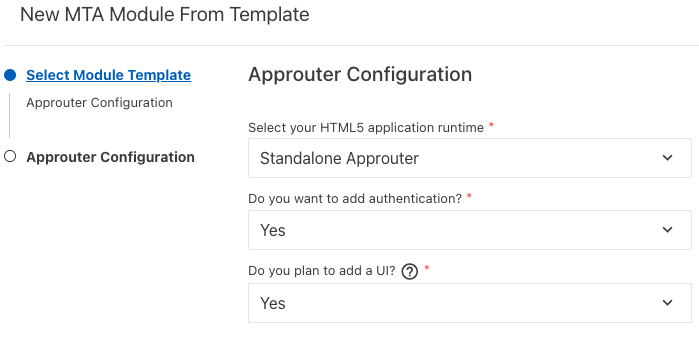 New MTA Module From Template
Select Module Template
Approuter Configuration
Approuter Configuration
Approuter Configuration
Select your HTML5 application runtime *
Standalone Approuter
Do you want to add authentication? *
Yes
Do you plan to add a UI? ? *
Yes